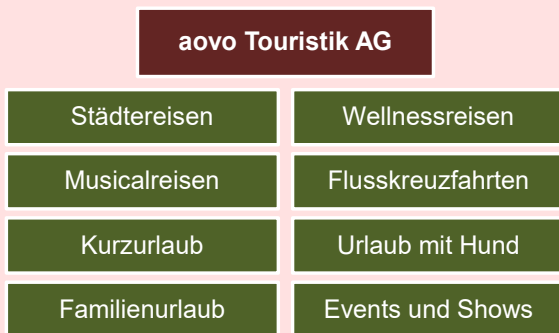 aovo Touristik AG
Städtereisen
Wellnessreisen
Musicalreisen
Flusskreuzfahrten
Kurzurlaub
Urlaub mit Hund
Familienurlaub
Events und Shows